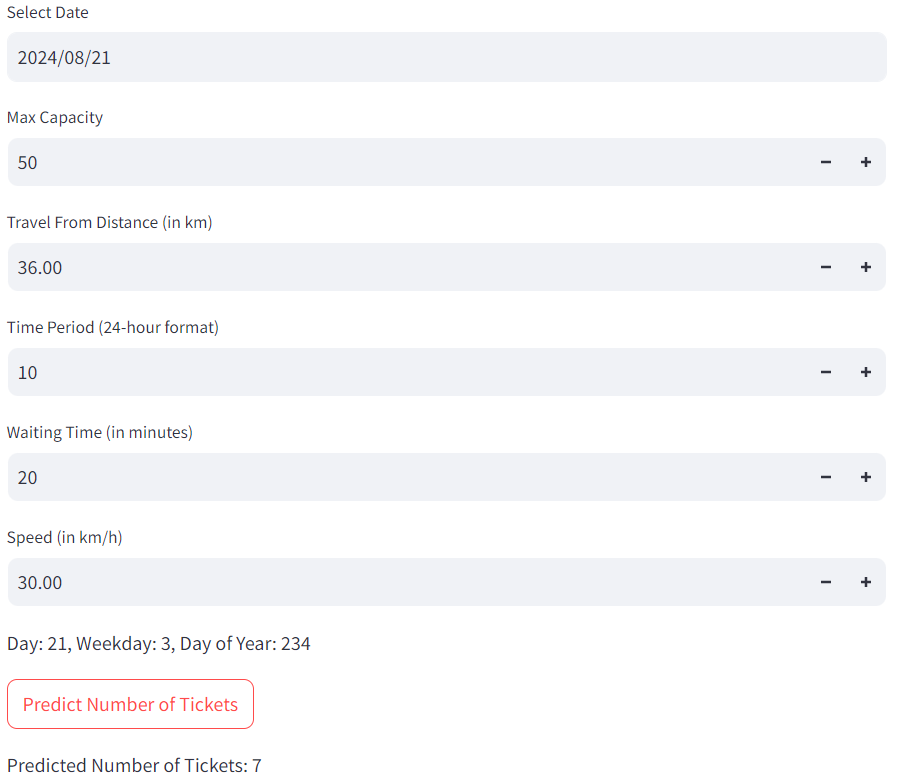 Select Date
2024/08/21
Max Capacity
50
Travel From Distance (in km)
36.00
Time Period (24-hour format)
10
Waiting Time (in minutes)
20
Speed (in km/h)
30.00
Day: 21, Weekday: 3, Day of Year: 234
Predict Number of Tickets
Predicted Number of Tickets: 7